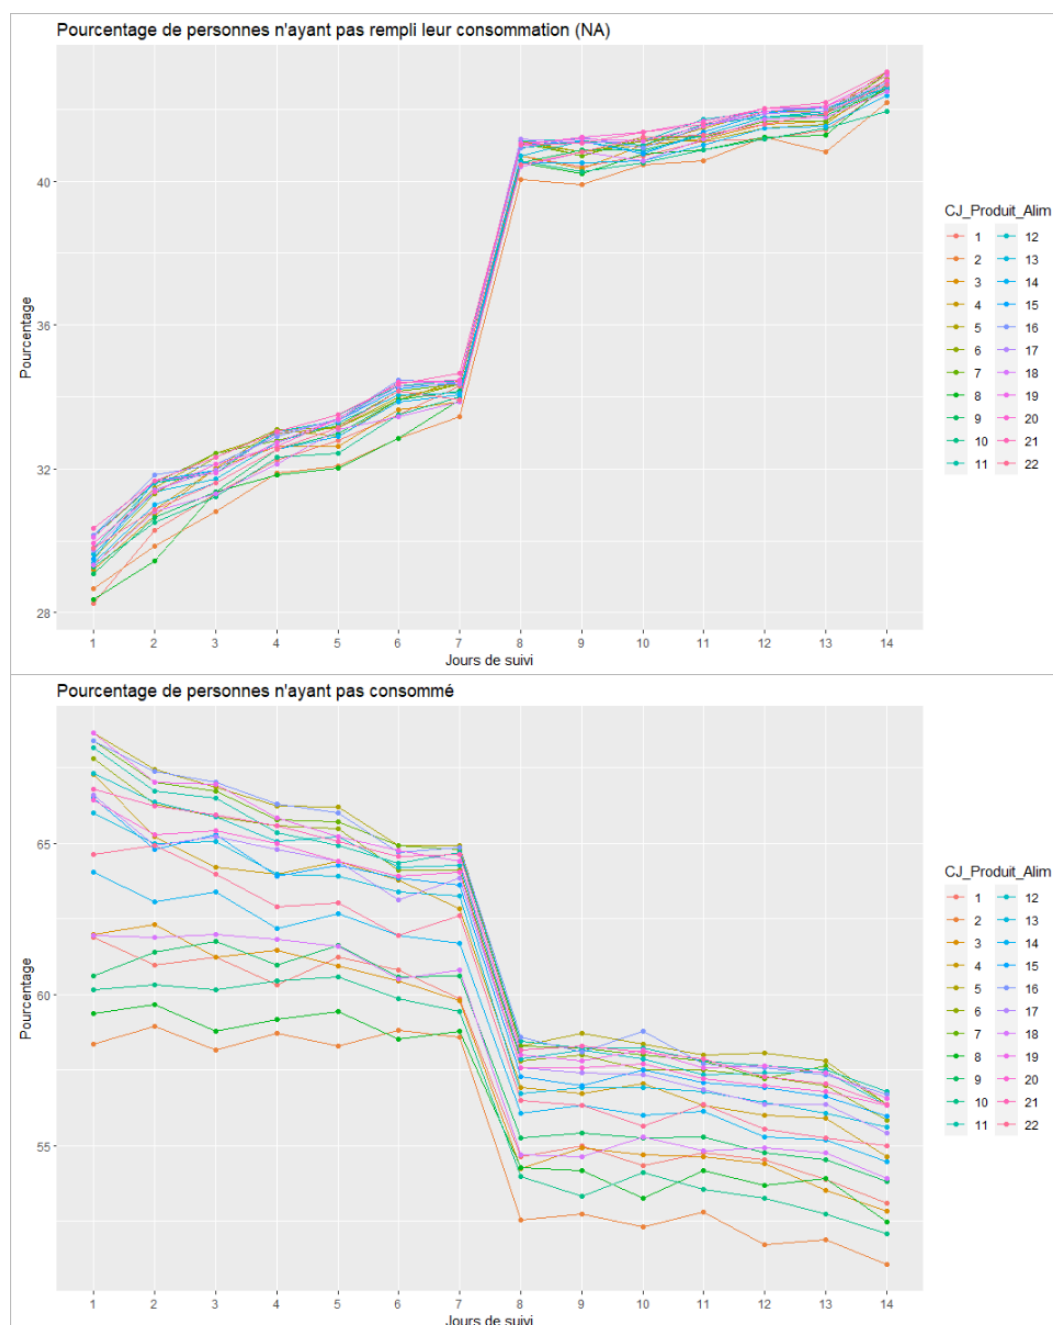 Pourcentage de personnes n'ayant pas rempli leur consommation (NA)
40
36
32
28
Pourcentage
1 2 3 4 5 6 7 8 9 10 11 12 13 14
Jours de suivi
CJ_Produit_Alim
1 12
2 13
3 14
4 15
5 16
6 17
7 18
8 19
9 20
10 21
11 22
Pourcentage de personnes n'ayant pas consommé
65
60
55
Pourcentage
1 2 3 4 5 6 7 8 9 10 11 12 13 14
Jours de suivi
CJ_Produit_Alim
1 12
2 13
3 14
4 15
5 16
6 17
7 18
8 19
9 20
10 21
11 22